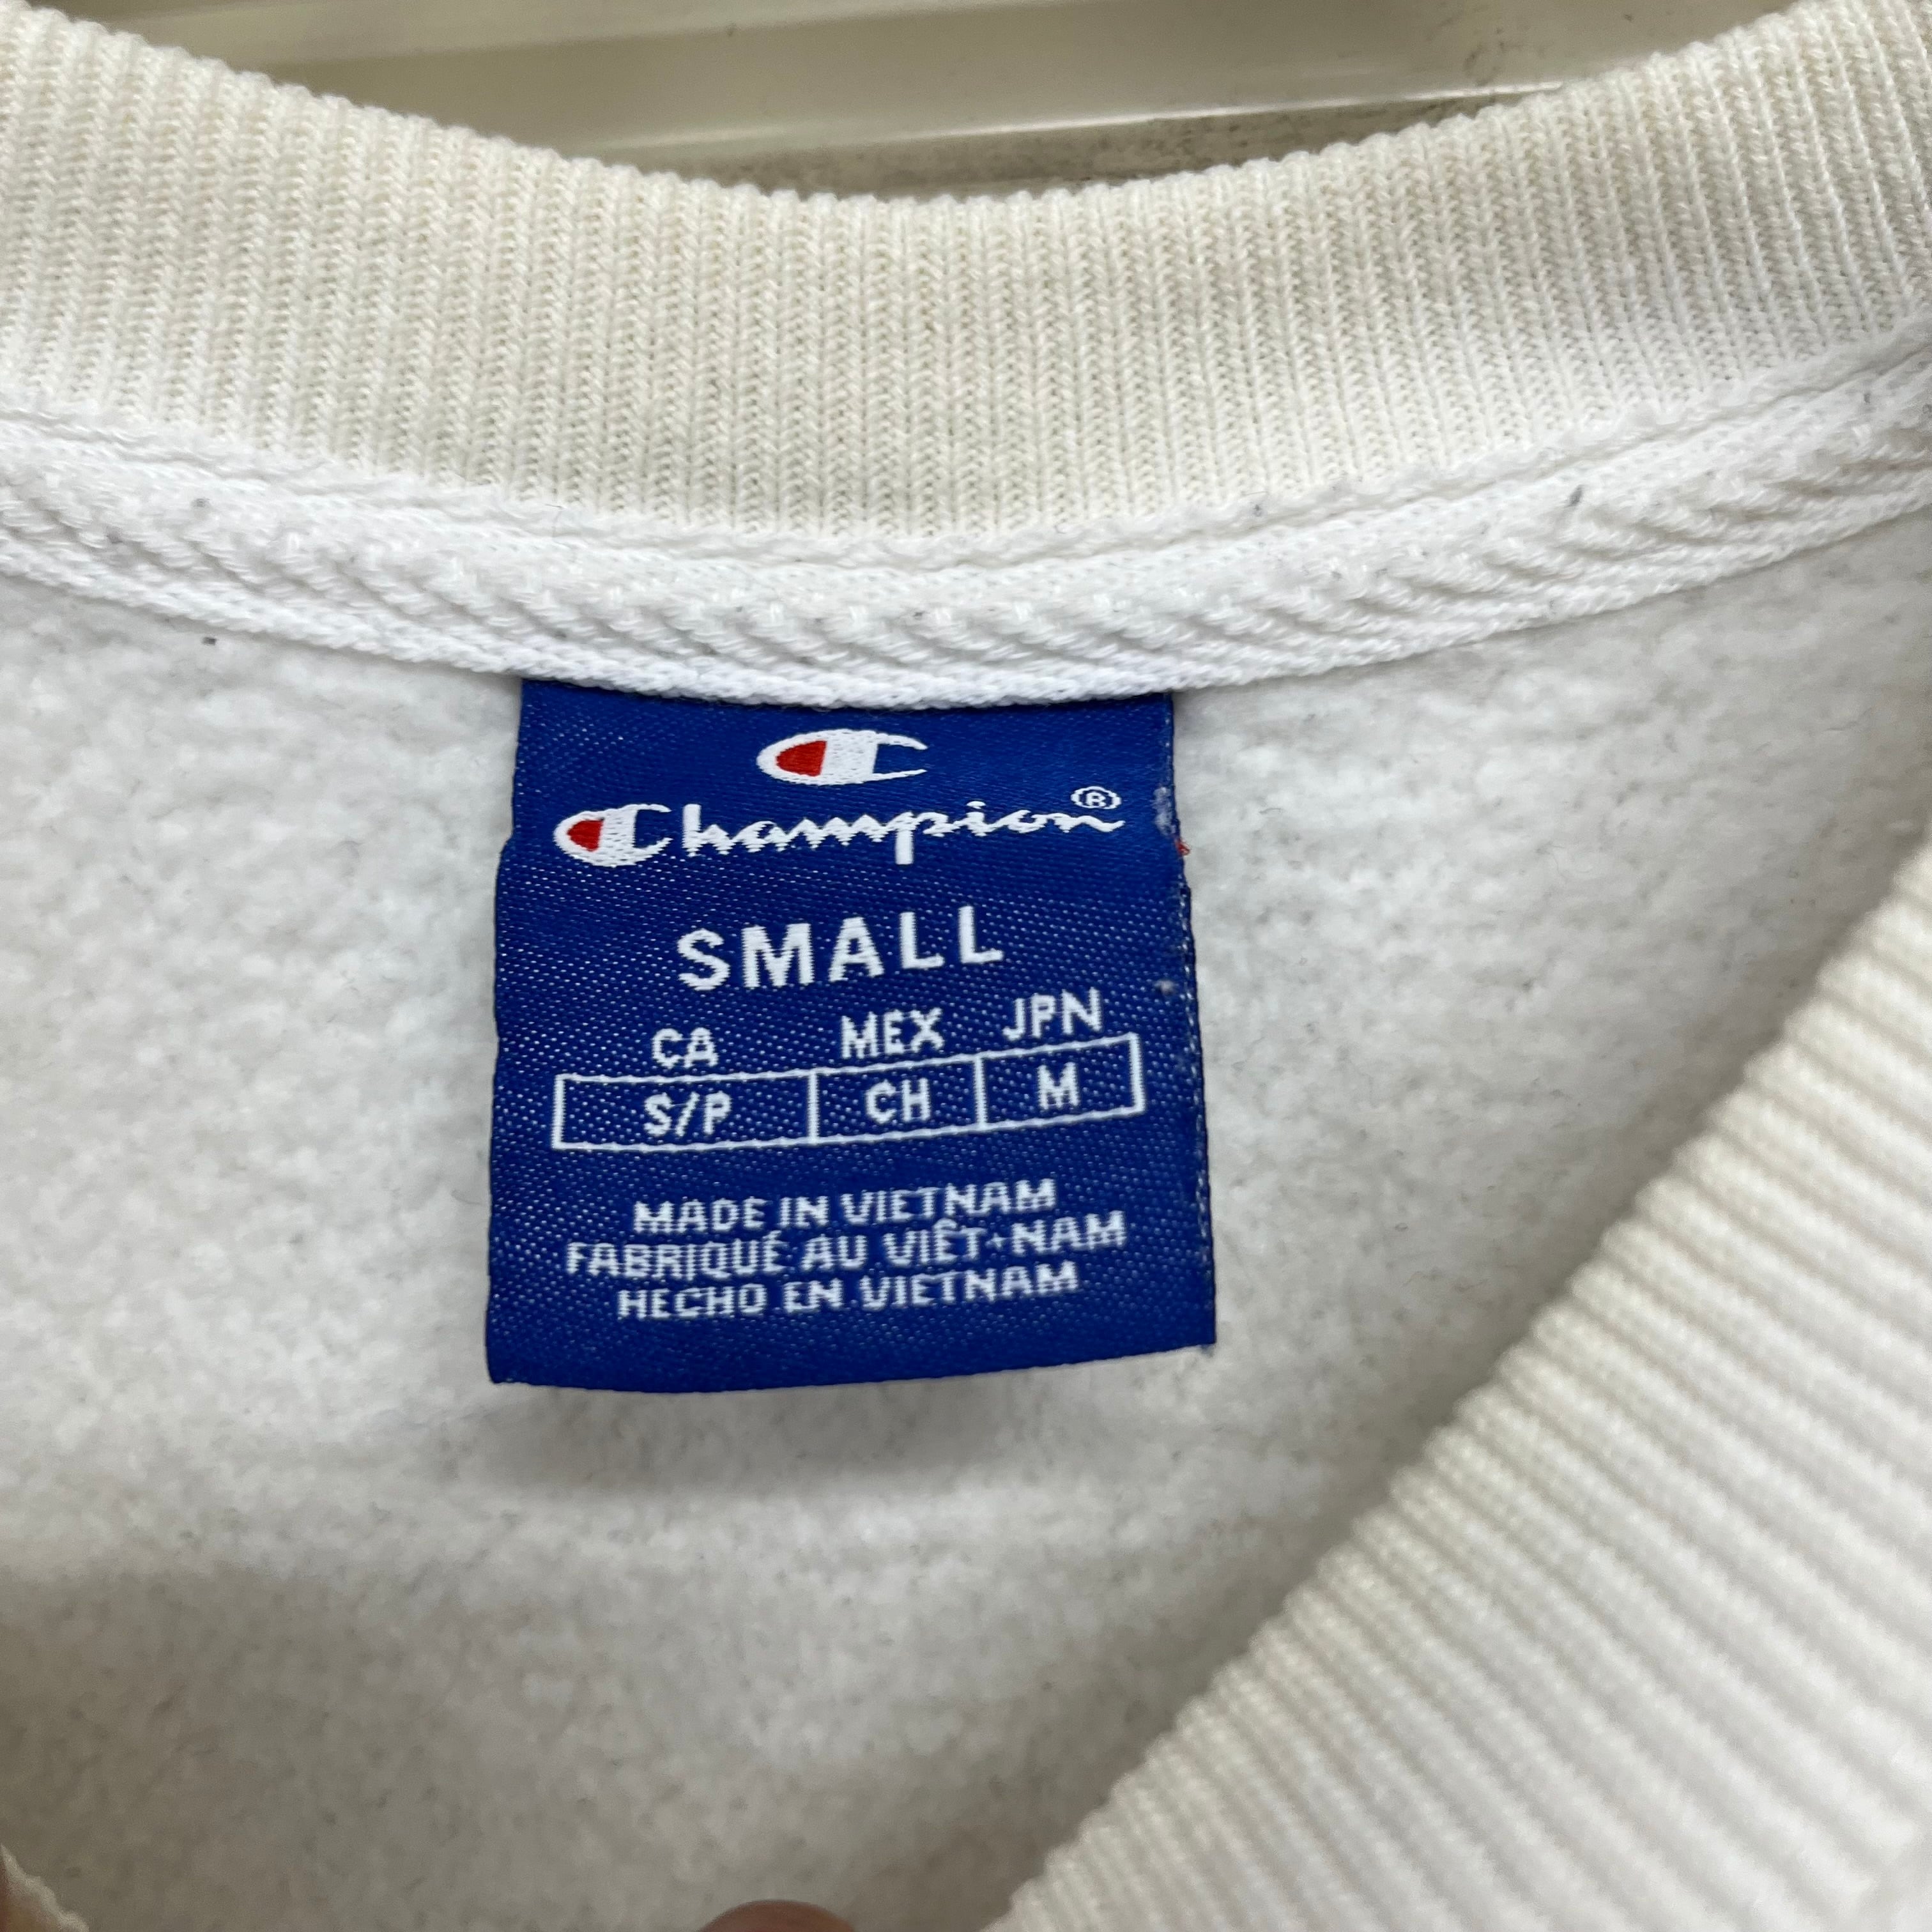 Champion®
SMALL
CA MEX JPN
S/P CH M
MADE IN VIETNAM
FABRIQUÉ AU VIÊT-NAM
HECHO EN VIETNAM